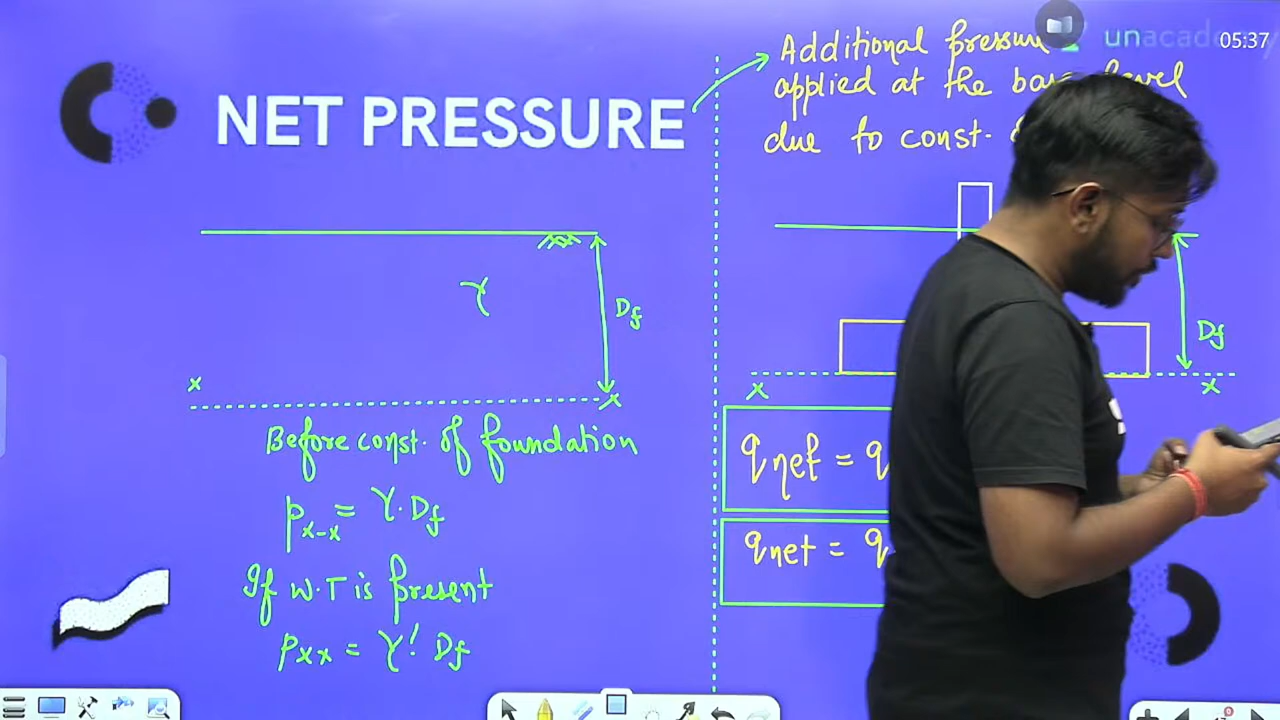 unacademy
05:37
NET PRESSURE
Additional pressure
applied at the base level
due to const.
γ
Df
x
x
Before const. of foundation
Px-x = γ. Df
If W.T is present
Pxx = γ' Df
Df
x
x
qnet = q
qnet = q